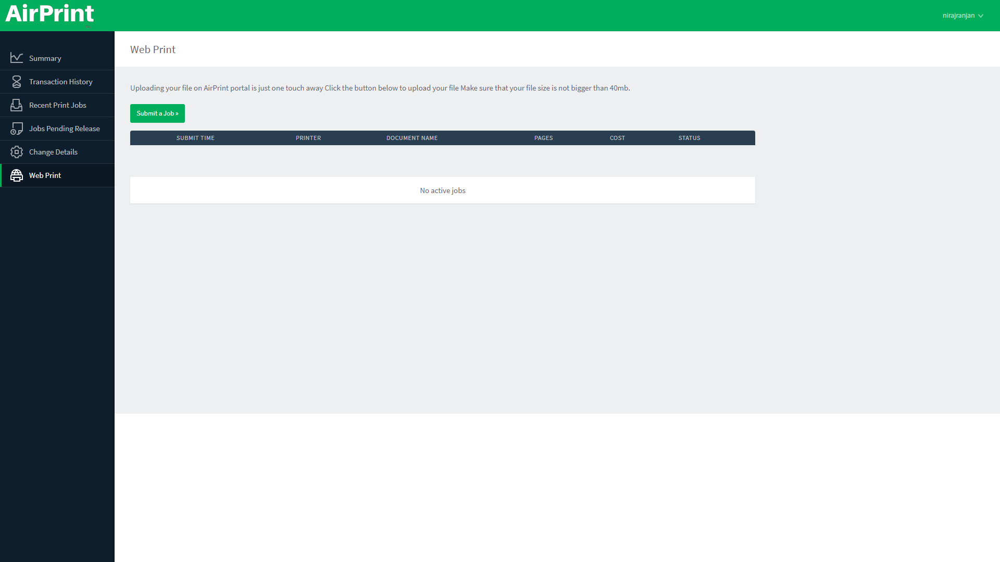 AirPrint
nirajranjan
Summary
Transaction History
Recent Print Jobs
Jobs Pending Release
Change Details
Web Print
Web Print
Uploading your file on AirPrint portal is just one touch away Click the button below to upload your file Make sure that your file size is not bigger than 40mb.
Submit a Job »
SUBMIT TIME PRINTER DOCUMENT NAME PAGES COST STATUS
No active jobs